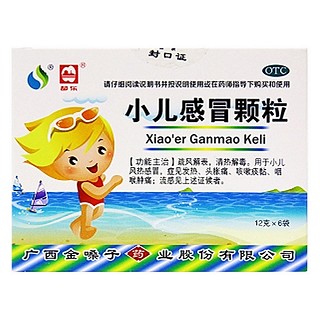 封口证
都乐
OTC
请仔细阅读说明书并按说明使用或在药师指导下购买和使用
小儿感冒颗粒
Xiao'er Ganmao Keli
【功能主治】疏风解表，清热解毒。用于小儿
风热感冒，症见发热、头胀痛、咳嗽痰黏、咽
喉肿痛；流感见上述证候者。
12克×6袋
广西金嗓子药业股份有限公司